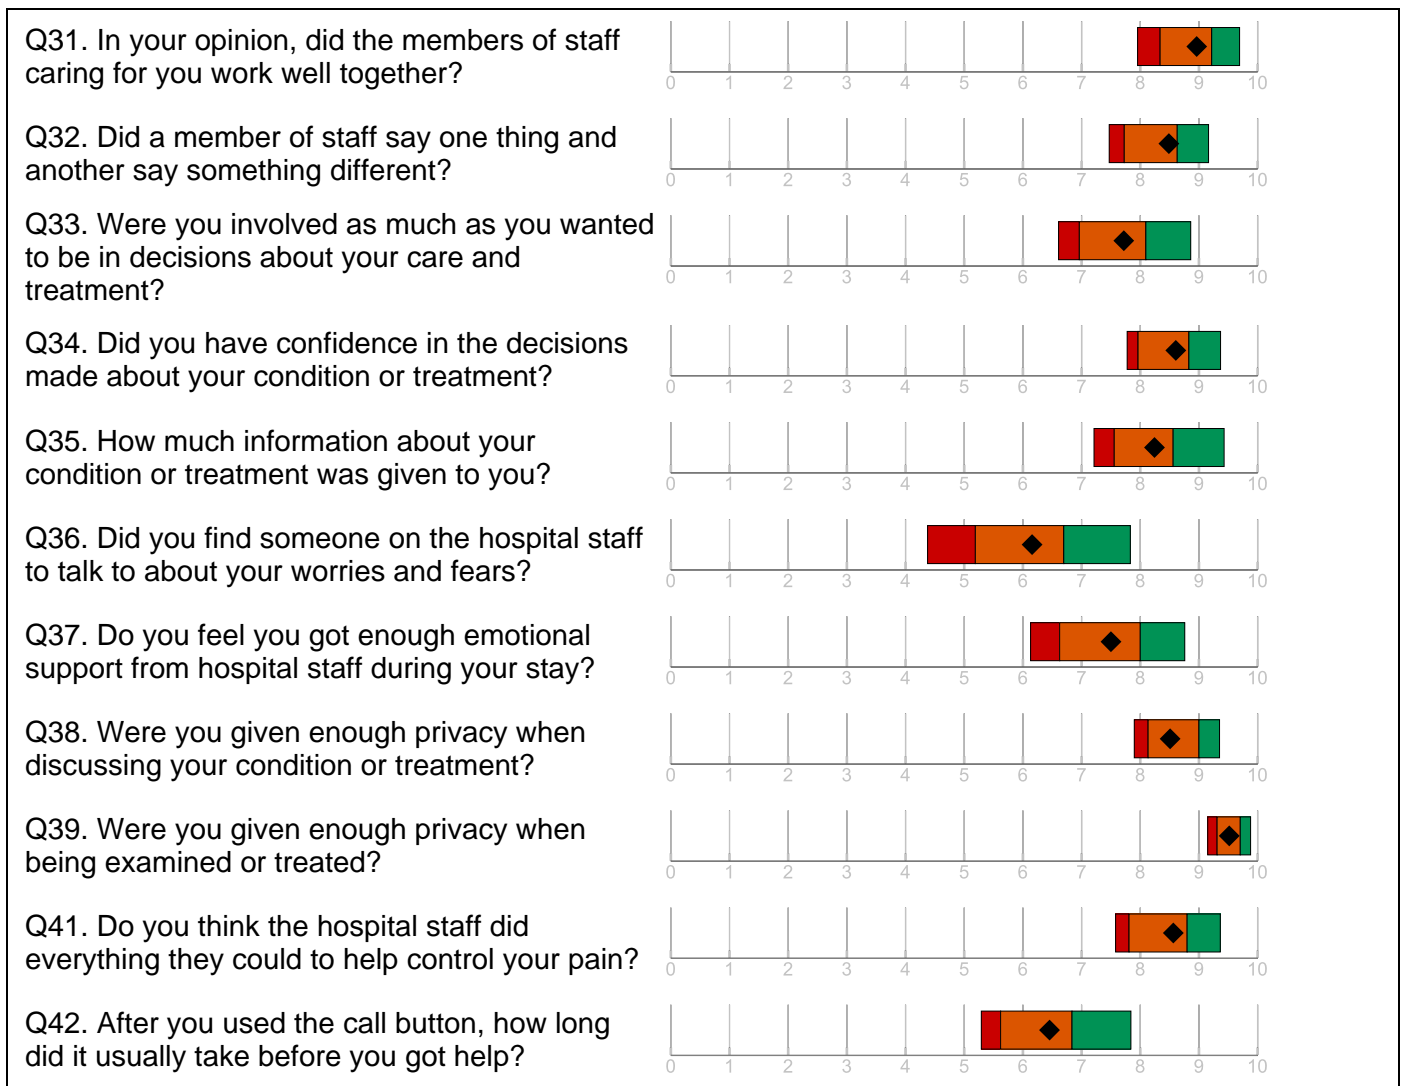 Q31. In your opinion, did the members of staff
caring for you work well together?
0 1 2 3 4 5 6 7 8 9 10
Q32. Did a member of staff say one thing and
another say something different?
0 1 2 3 4 5 6 7 8 9 10
Q33. Were you involved as much as you wanted
to be in decisions about your care and
treatment?
0 1 2 3 4 5 6 7 8 9 10
Q34. Did you have confidence in the decisions
made about your condition or treatment?
0 1 2 3 4 5 6 7 8 9 10
Q35. How much information about your
condition or treatment was given to you?
0 1 2 3 4 5 6 7 8 9 10
Q36. Did you find someone on the hospital staff
to talk to about your worries and fears?
0 1 2 3 4 5 6 7 8 9 10
Q37. Do you feel you got enough emotional
support from hospital staff during your stay?
0 1 2 3 4 5 6 7 8 9 10
Q38. Were you given enough privacy when
discussing your condition or treatment?
0 1 2 3 4 5 6 7 8 9 10
Q39. Were you given enough privacy when
being examined or treated?
0 1 2 3 4 5 6 7 8 9 10
Q41. Do you think the hospital staff did
everything they could to help control your pain?
0 1 2 3 4 5 6 7 8 9 10
Q42. After you used the call button, how long
did it usually take before you got help?
0 1 2 3 4 5 6 7 8 9 10